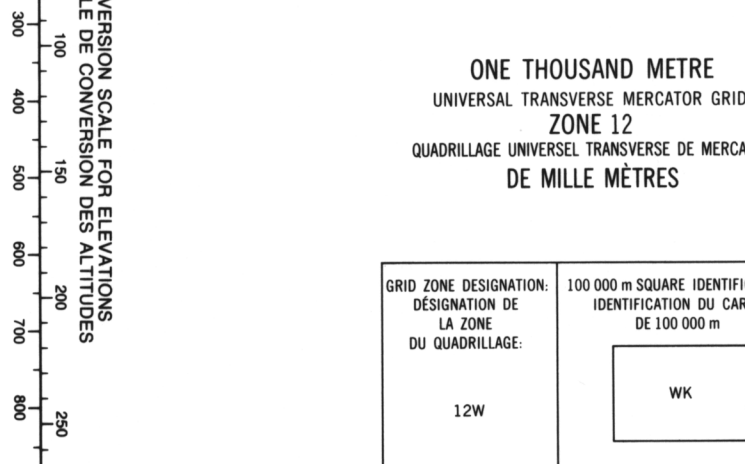 VERSION SCALE FOR ELEVATIONS
LE DE CONVERSION DES ALTITUDES
300
400
500
600
700
800
100
150
200
250
ONE THOUSAND METRE
UNIVERSAL TRANSVERSE MERCATOR GRID
ZONE 12
QUADRILLAGE UNIVERSEL TRANSVERSE DE MERCA
DE MILLE MÈTRES
GRID ZONE DESIGNATION:
DÉSIGNATION DE
LA ZONE
DU QUADRILLAGE:
12W
100 000 m SQUARE IDENTIFI
IDENTIFICATION DU CAR
DE 100 000 m
WK